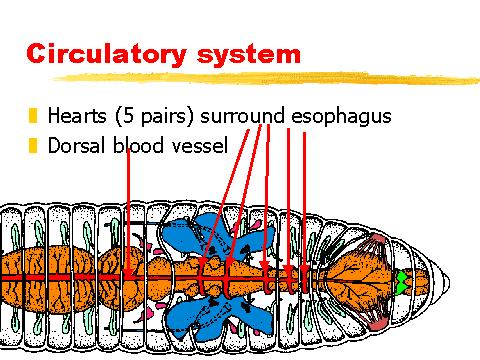 Circulatory system
Hearts (5 pairs) surround esophagus
Dorsal blood vessel